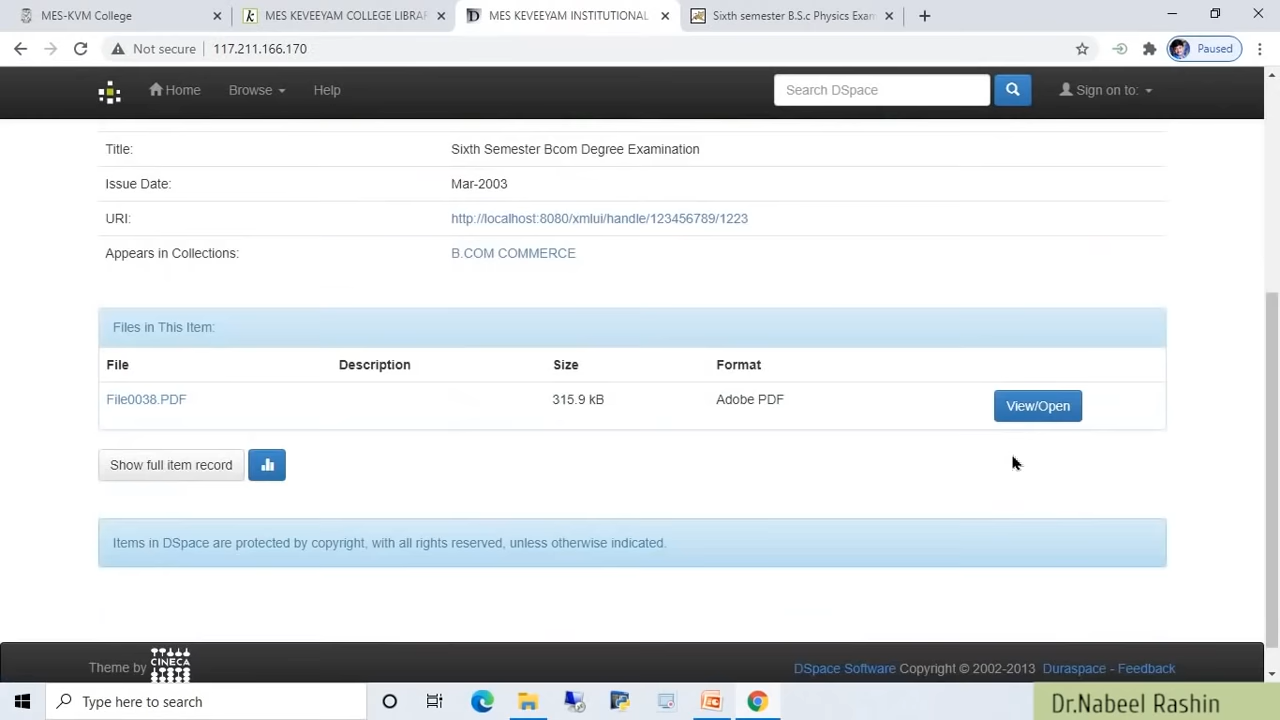 MES-KVM College
MES KEVEEYAM COLLEGE LIBRAR
MES KEVEEYAM INSTITUTIONAL
Sixth semester B.S.c Physics Exam
Not secure 117.211.166.170
Paused
Home Browse Help Search DSpace Sign on to:
Title: Sixth Semester Bcom Degree Examination
Issue Date: Mar-2003
URI: http://localhost:8080/xmlui/handle/123456789/1223
Appears in Collections: B.COM COMMERCE
Files in This Item:
File Description Size Format
File0038.PDF 315.9 kB Adobe PDF View/Open
Show full item record
Items in DSpace are protected by copyright, with all rights reserved, unless otherwise indicated.
Theme by CINECA DSpace Software Copyright © 2002-2013 Duraspace - Feedback
Type here to search
Dr.Nabeel Rashin